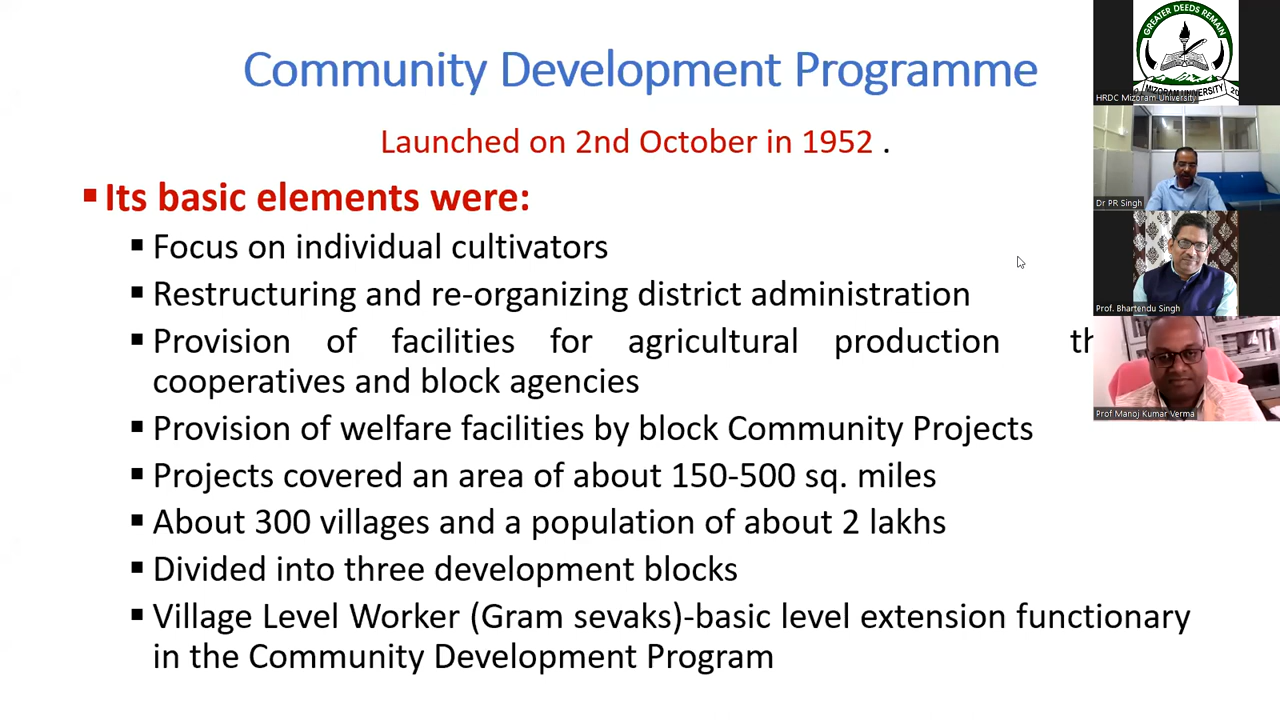 Community Development Programme
Launched on 2nd October in 1952 .
Its basic elements were:
Focus on individual cultivators
Restructuring and re-organizing district administration
Provision of facilities for agricultural production
cooperatives and block agencies
Provision of welfare facilities by block Community Projects
Projects covered an area of about 150-500 sq. miles
About 300 villages and a population of about 2 lakhs
Divided into three development blocks
Village Level Worker (Gram sevaks)-basic level extension functionary
in the Community Development Program
GREATER DEEDS REMAIN
MIZORAM UNIVERSITY
HRDC Mizoram University
Dr PR Singh
Prof. Bhartendu Singh
Prof Manoj Kumar Verma